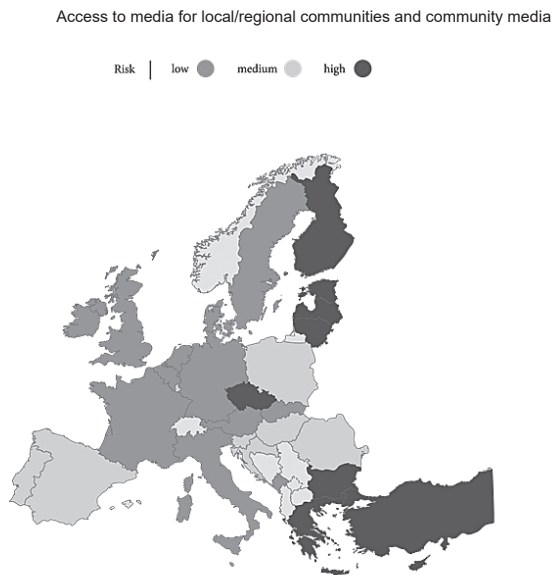 Access to media for local/regional communities and community media
Risk | low medium high